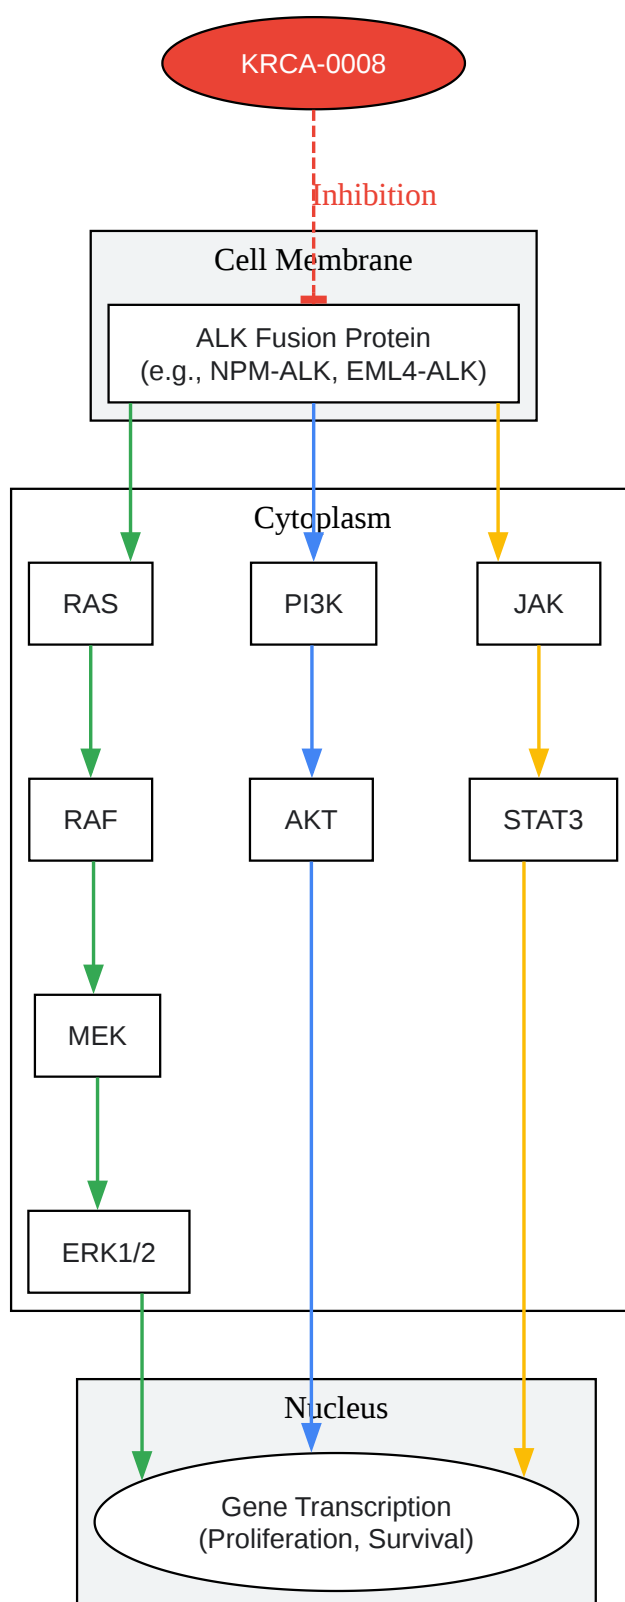 KRCA-0008
Inhibition
Cell Membrane
ALK Fusion Protein
(e.g., NPM-ALK, EML4-ALK)
Cytoplasm
RAS
PI3K
JAK
RAF
AKT
STAT3
MEK
ERK1/2
Nucleus
Gene Transcription
(Proliferation, Survival)